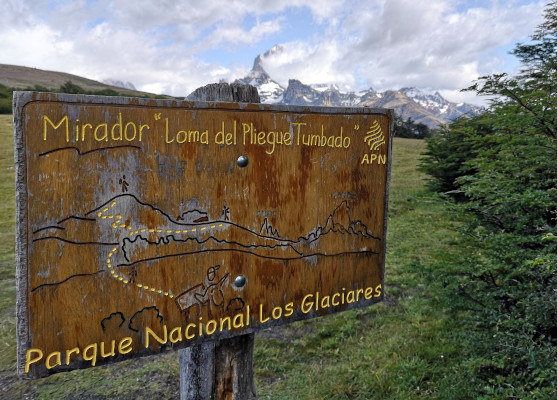 Mirador "Loma del Pliegue Tumbado"
APN
Parque Nacional Los Glaciares